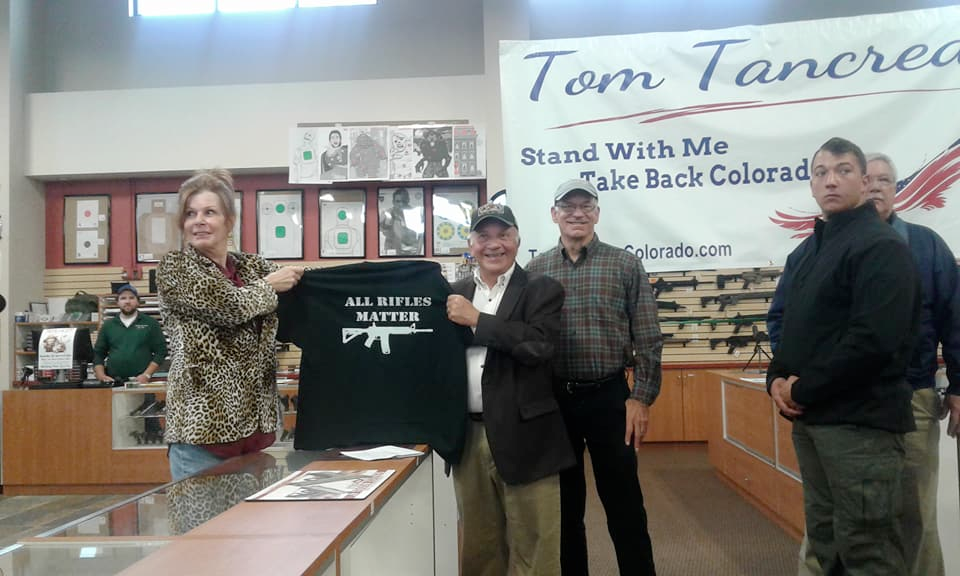 Tom Tancred
Stand With Me
Take Back Colorad
Colorado.com
ALL RIFLES
MATTER